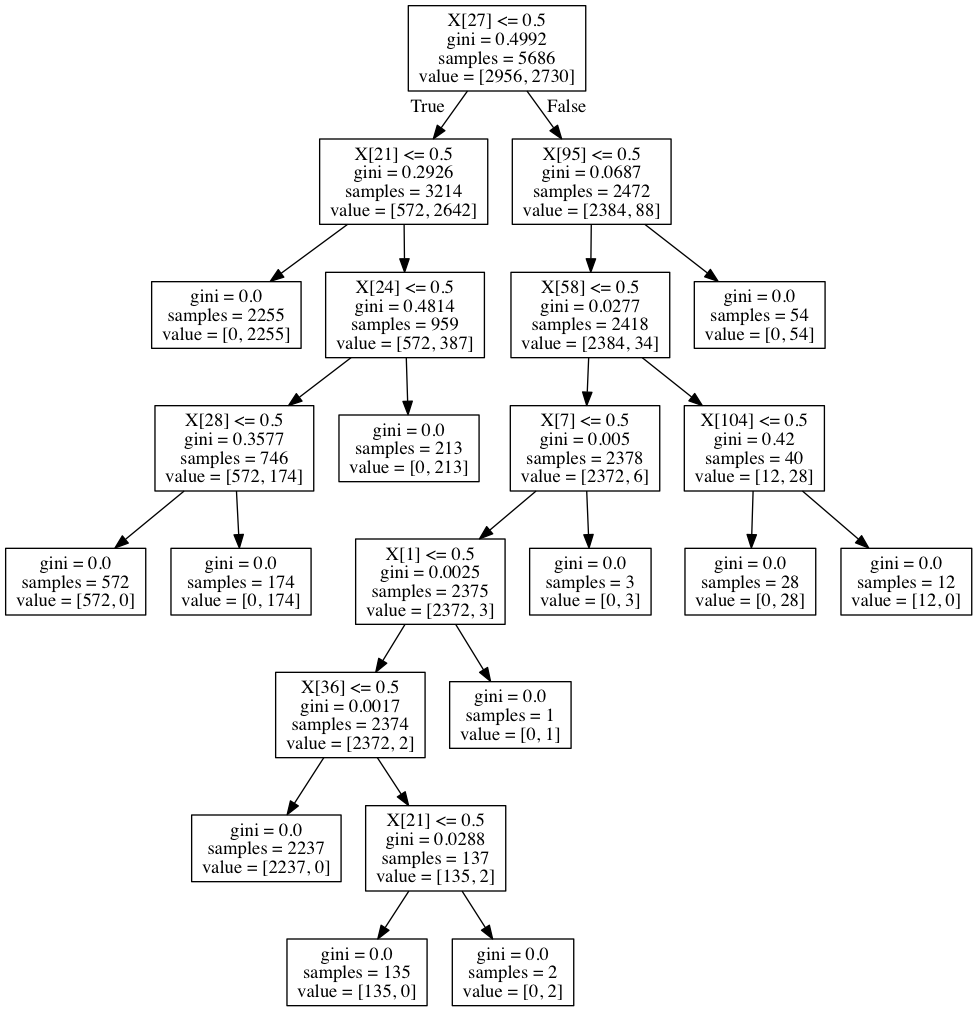 X[27] <= 0.5
gini = 0.4992
samples = 5686
value = [2956, 2730]
True
False
X[21] <= 0.5
gini = 0.2926
samples = 3214
value = [572, 2642]
X[95] <= 0.5
gini = 0.0687
samples = 2472
value = [2384, 88]
gini = 0.0
samples = 2255
value = [0, 2255]
X[24] <= 0.5
gini = 0.4814
samples = 959
value = [572, 387]
X[58] <= 0.5
gini = 0.0277
samples = 2418
value = [2384, 34]
gini = 0.0
samples = 54
value = [0, 54]
X[28] <= 0.5
gini = 0.3577
samples = 746
value = [572, 174]
gini = 0.0
samples = 213
value = [0, 213]
X[7] <= 0.5
gini = 0.005
samples = 2378
value = [2372, 6]
X[104] <= 0.5
gini = 0.42
samples = 40
value = [12, 28]
gini = 0.0
samples = 572
value = [572, 0]
gini = 0.0
samples = 174
value = [0, 174]
X[1] <= 0.5
gini = 0.0025
samples = 2375
value = [2372, 3]
gini = 0.0
samples = 3
value = [0, 3]
gini = 0.0
samples = 28
value = [0, 28]
gini = 0.0
samples = 12
value = [12, 0]
X[36] <= 0.5
gini = 0.0017
samples = 2374
value = [2372, 2]
gini = 0.0
samples = 1
value = [0, 1]
gini = 0.0
samples = 2237
value = [2237, 0]
X[21] <= 0.5
gini = 0.0288
samples = 137
value = [135, 2]
gini = 0.0
samples = 135
value = [135, 0]
gini = 0.0
samples = 2
value = [0, 2]